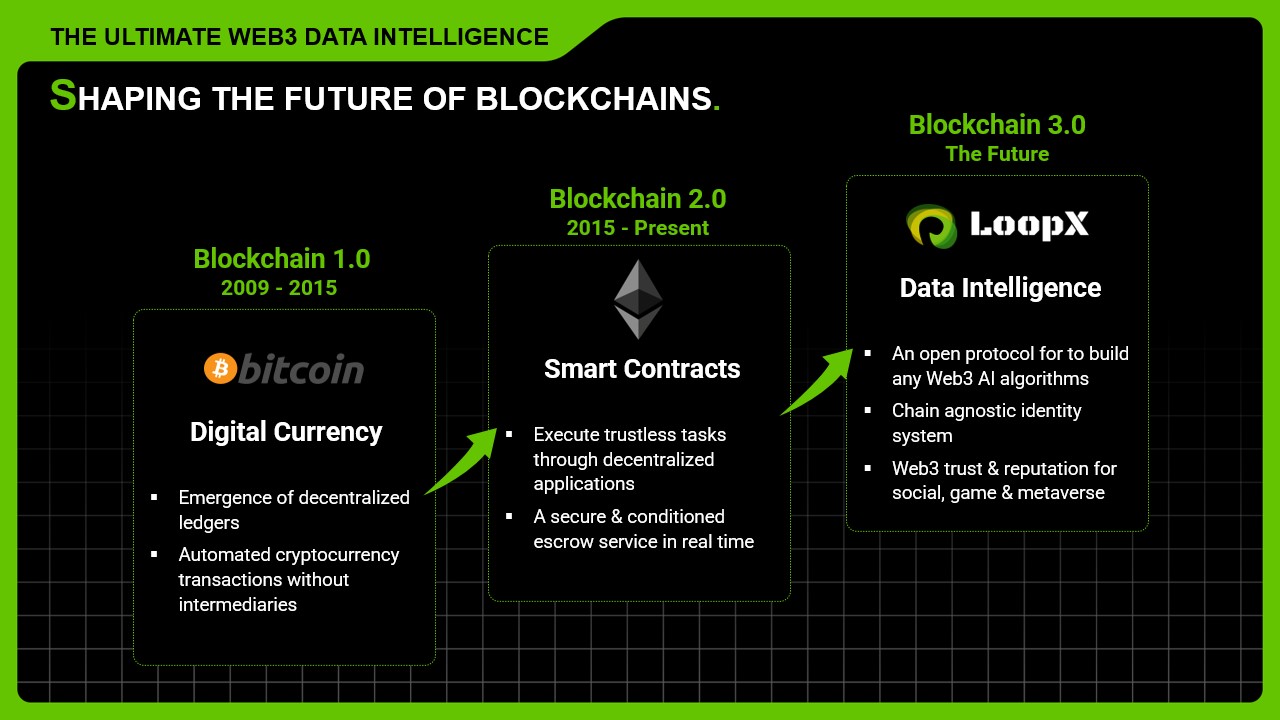 THE ULTIMATE WEB3 DATA INTELLIGENCE
SHAPING THE FUTURE OF BLOCKCHAINS.
Blockchain 1.0
2009 - 2015
bitcoin
Digital Currency
▪ Emergence of decentralized
ledgers
▪ Automated cryptocurrency
transactions without
intermediaries
Blockchain 2.0
2015 - Present
Smart Contracts
▪ Execute trustless tasks
through decentralized
applications
▪ A secure & conditioned
escrow service in real time
Blockchain 3.0
The Future
LoopX
Data Intelligence
▪ An open protocol for to build
any Web3 AI algorithms
▪ Chain agnostic identity
system
▪ Web3 trust & reputation for
social, game & metaverse